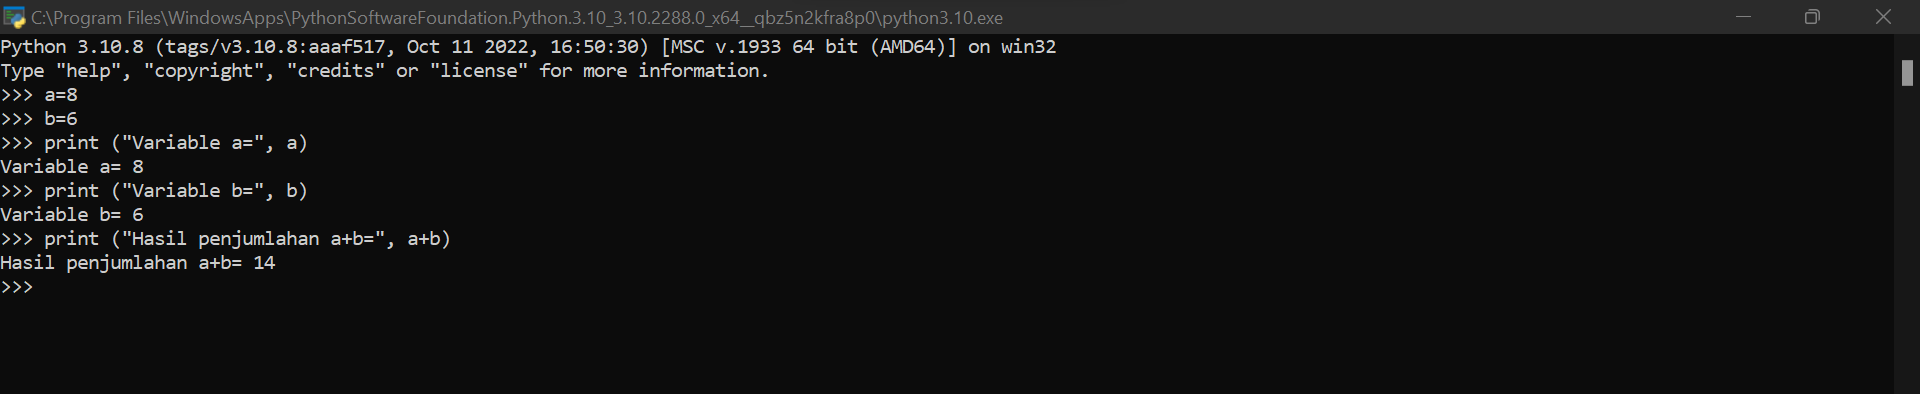 C:\Program Files\WindowsApps\PythonSoftwareFoundation.Python.3.10_3.10.2288.0_x64__qbz5n2kfra8p0\python3.10.exe
Python 3.10.8 (tags/v3.10.8:aaaf517, Oct 11 2022, 16:50:30) [MSC v.1933 64 bit (AMD64)] on win32
Type "help", "copyright", "credits" or "license" for more information.
>>> a=8
>>> b=6
>>> print ("Variable a=", a)
Variable a= 8
>>> print ("Variable b=", b)
Variable b= 6
>>> print ("Hasil penjumlahan a+b=", a+b)
Hasil penjumlahan a+b= 14
>>>